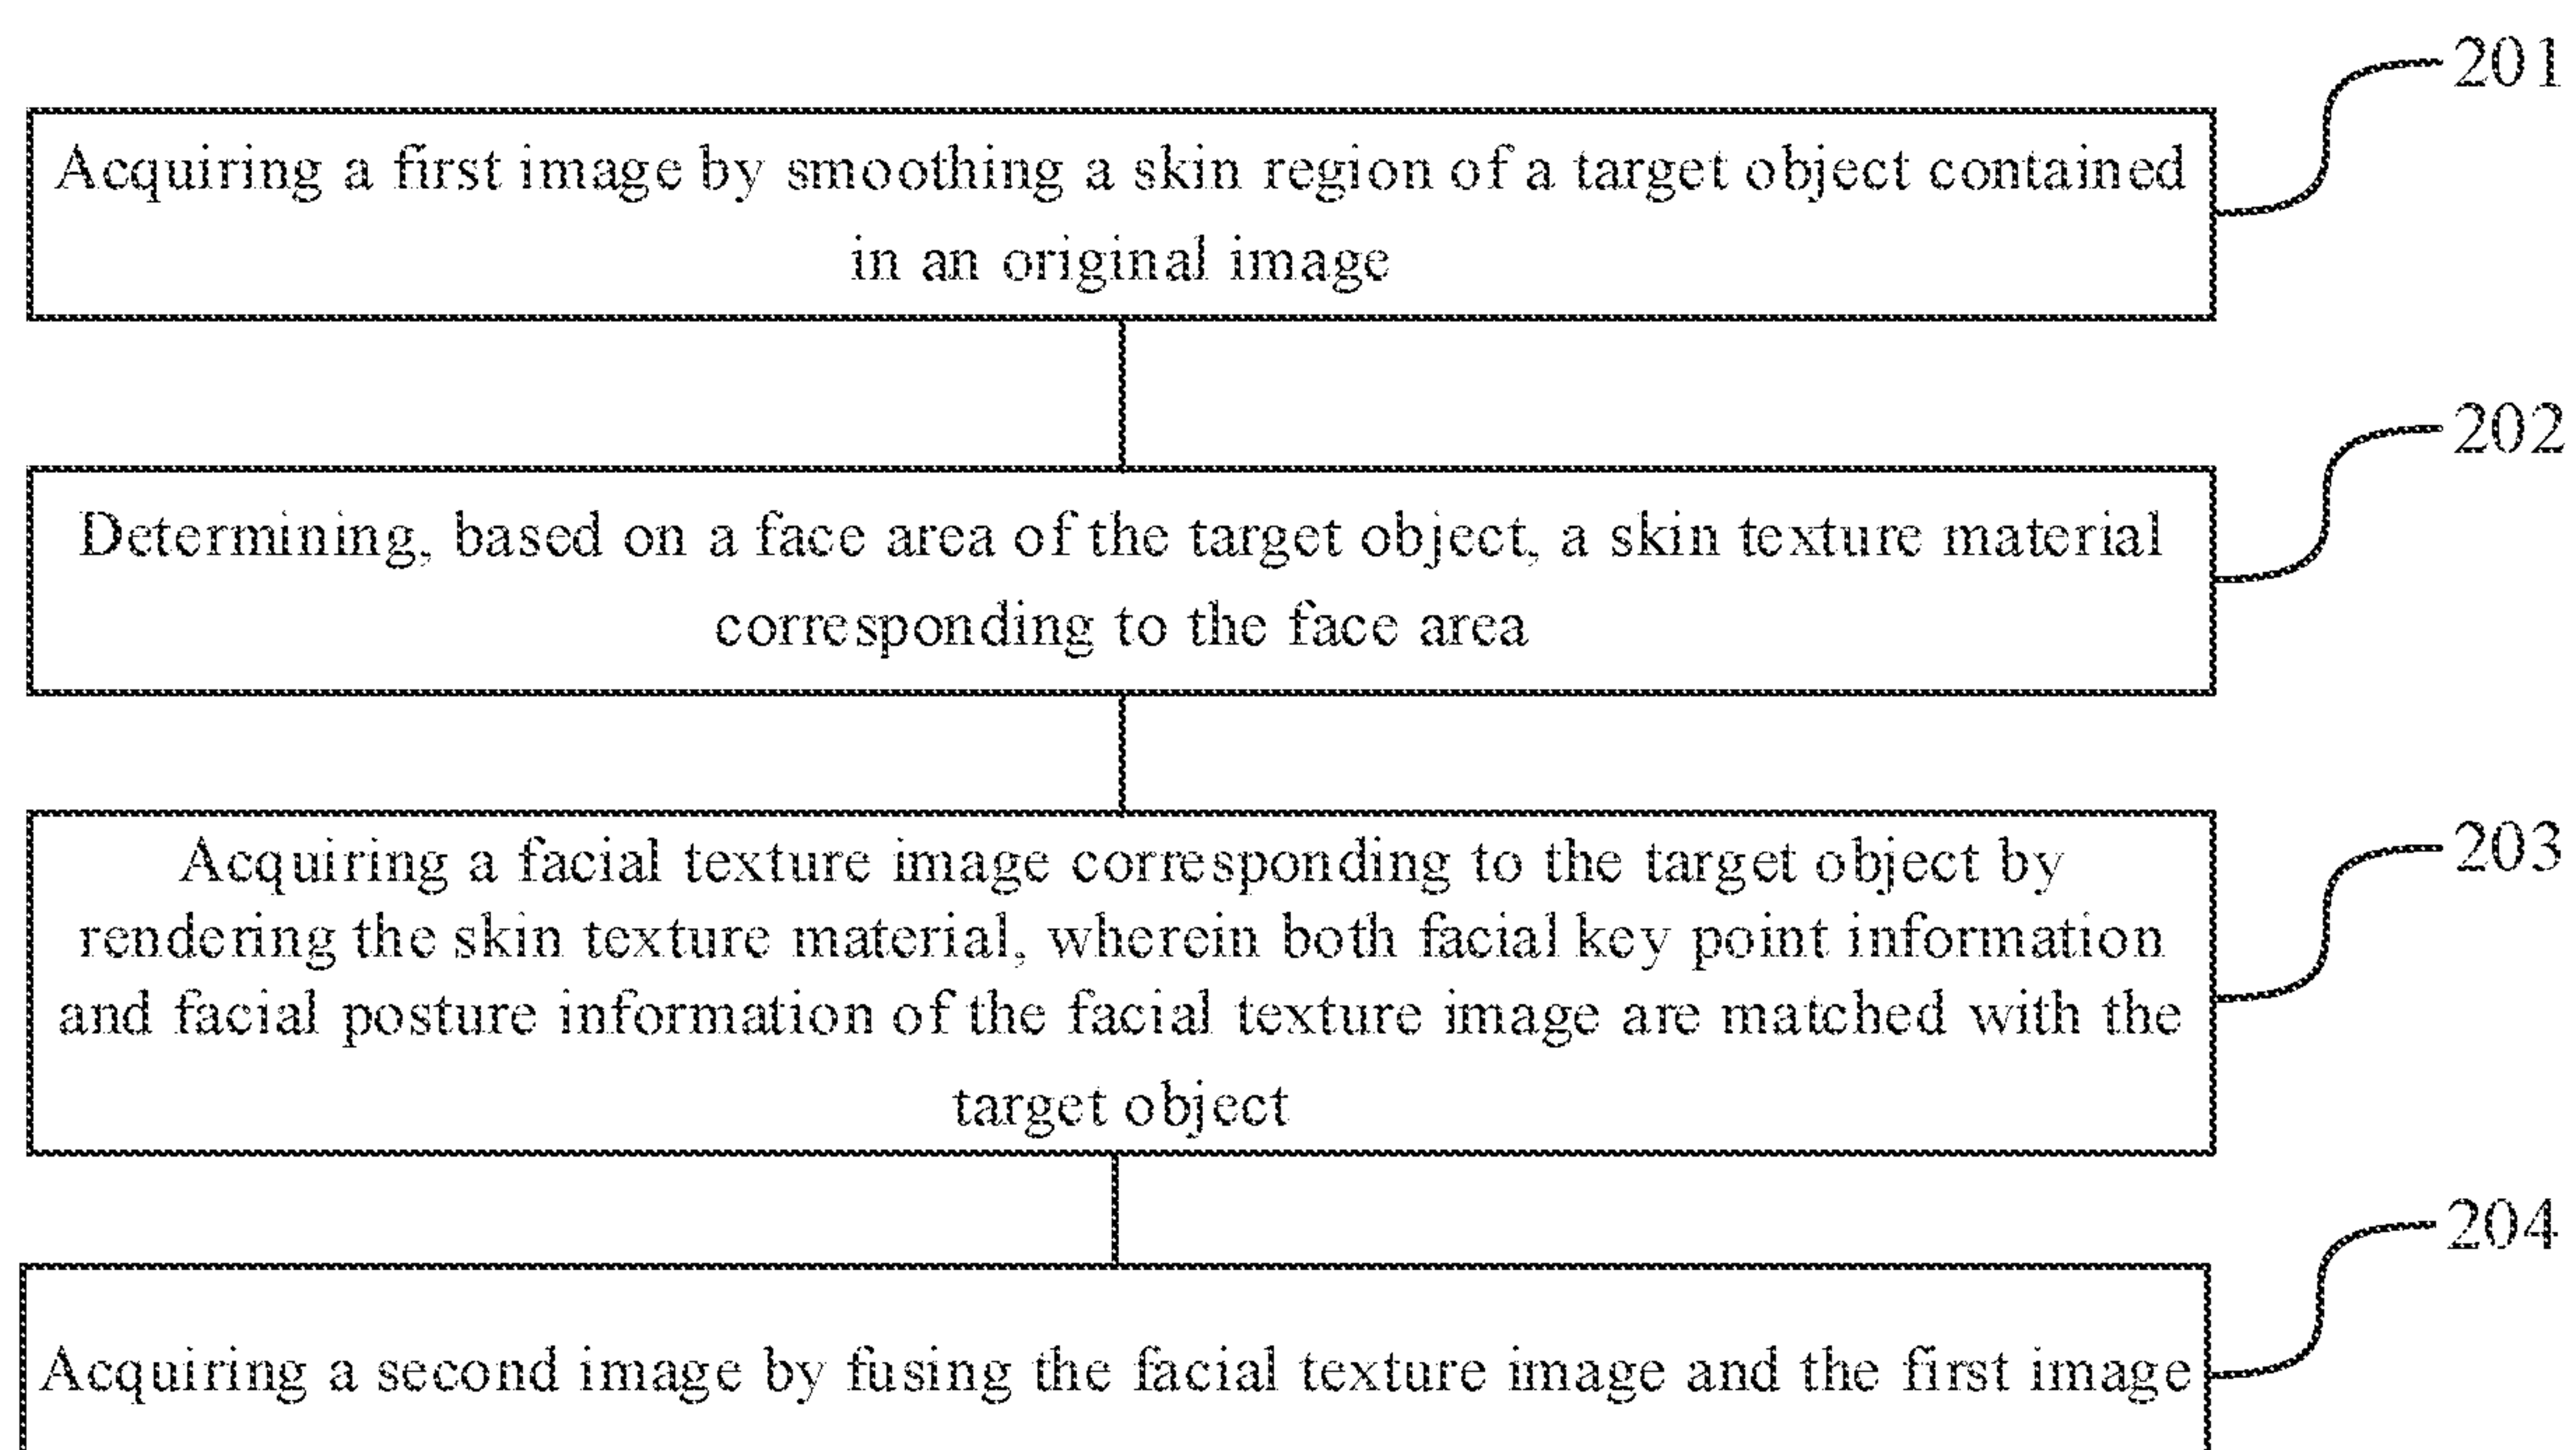 201
Acquiring a first image by smoothing a skin region of a target object contained
in an original image
202
Determining, based on a face area of the target object, a skin texture material
corresponding to the face area
203
Acquiring a facial texture image corresponding to the target object by
rendering the skin texture material, wherein both facial key point information
and facial posture information of the facial texture image are matched with the
target object
204
Acquiring a second image by fusing the facial texture image and the first image